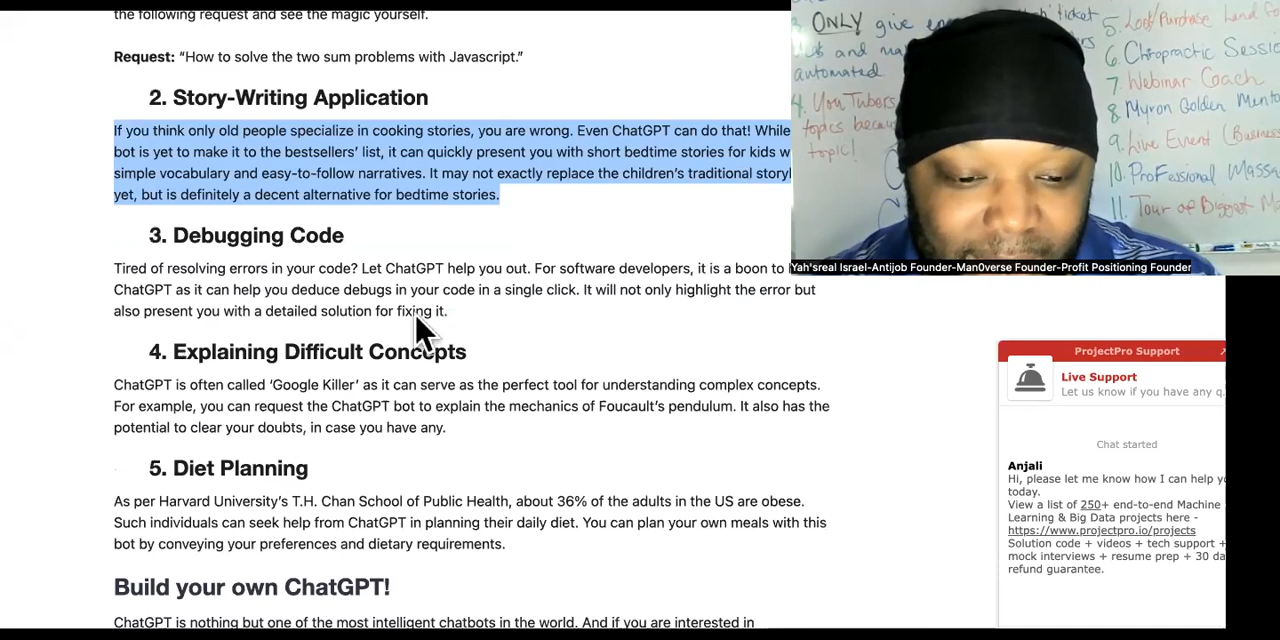 the following request and see the magic yourself.
Request: “How to solve the two sum problems with Javascript.”
2. Story-Writing Application
If you think only old people specialize in cooking stories, you are wrong. Even ChatGPT can do that! While
bot is yet to make it to the bestsellers’ list, it can quickly present you with short bedtime stories for kids
simple vocabulary and easy-to-follow narratives. It may not exactly replace the children’s traditional
yet, but is definitely a decent alternative for bedtime stories.
3. Debugging Code
Tired of resolving errors in your code? Let ChatGPT help you out. For software developers, it is a boon to
ChatGPT as it can help you deduce debugs in your code in a single click. It will not only highlight the error but
also present you with a detailed solution for fixing it.
4. Explaining Difficult Concepts
ChatGPT is often called ‘Google Killer’ as it can serve as the perfect tool for understanding complex concepts.
For example, you can request the ChatGPT bot to explain the mechanics of Foucault’s pendulum. It also has the
potential to clear your doubts, in case you have any.
5. Diet Planning
As per Harvard University’s T.H. Chan School of Public Health, about 36% of the adults in the US are obese.
Such individuals can seek help from ChatGPT in planning their daily diet. You can plan your own meals with this
bot by conveying your preferences and dietary requirements.
Build your own ChatGPT!
ChatGPT is nothing but one of the most intelligent chatbots in the world. And if you are interested in
ONLY give ticket
and
automated
4. YouTubers
topics
topic!
5. Look/Purchase Land
6. Chiropractic
7. Webinar Coach
8. Myron Golden
9. Live Event
10. Professional
11. Tour of Biggest
Yah'sreal Israel-Antijob Founder-Man0verse Founder-Profit Positioning Founder
ProjectPro Support
Live Support
Let us know if you have any q.
Chat started
Anjali
Hi, please let me know how I can help
today.
View a list of 250+ end-to-end Machine
Learning & Big Data projects here -
https://www.projectpro.io/projects
Solution code + videos + tech support +
mock interviews + resume prep + 30
refund guarantee.